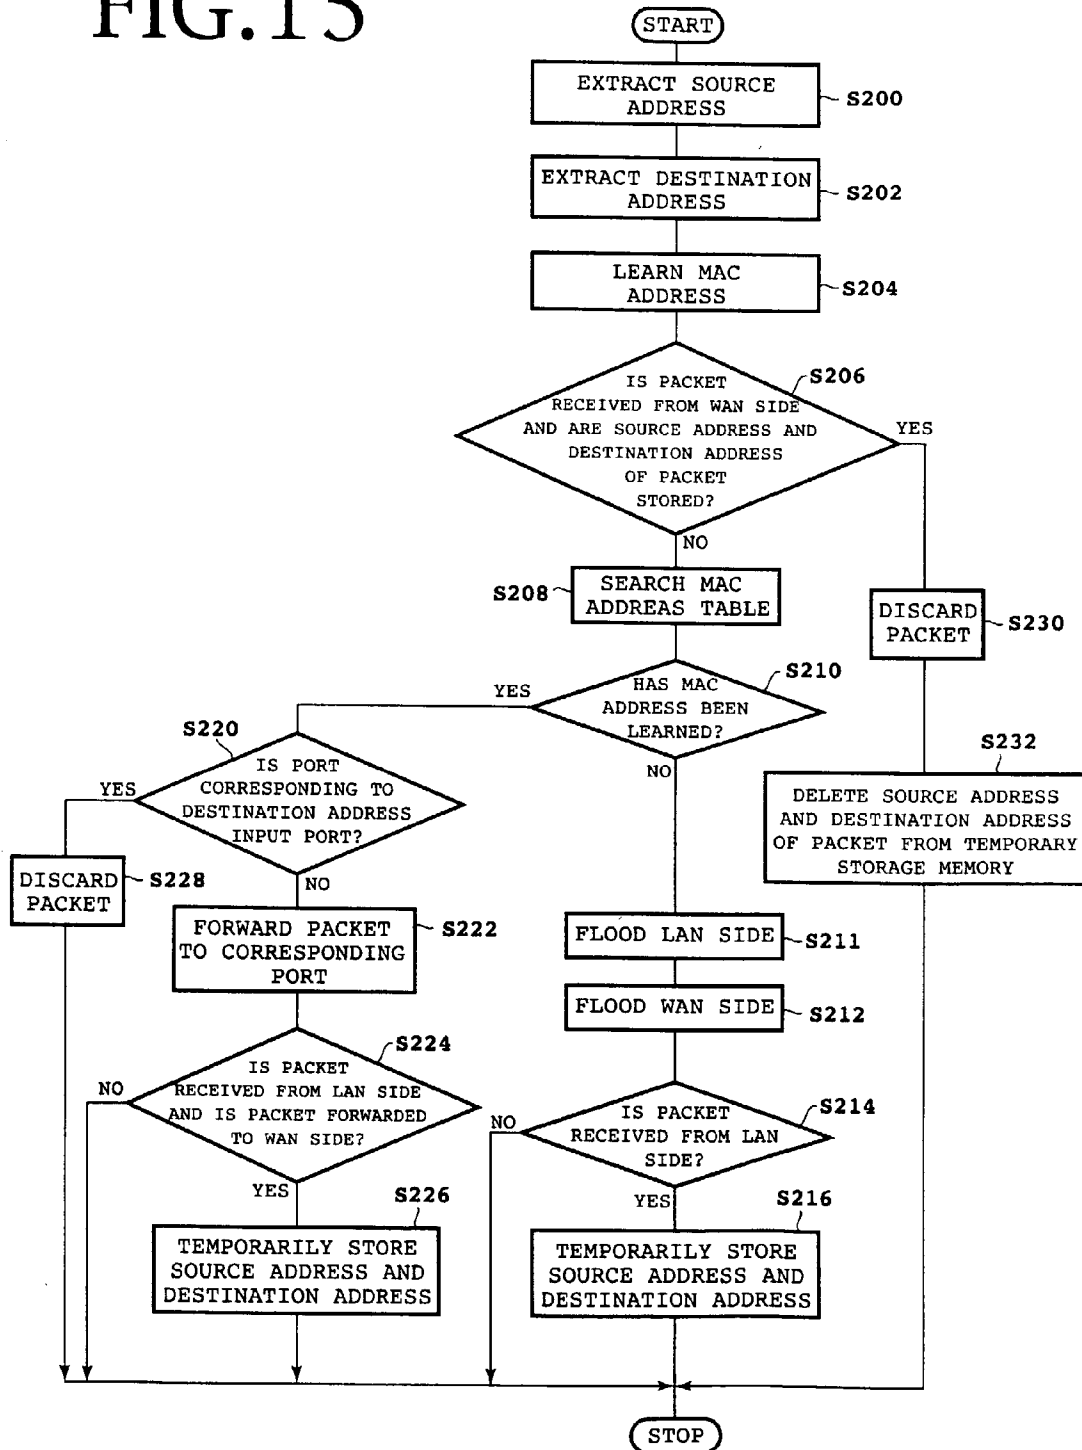 FIG.15
START
EXTRACT SOURCE
ADDRESS
S200
EXTRACT DESTINATION
ADDRESS
S202
LEARN MAC
ADDRESS
S204
S206
IS PACKET
RECEIVED FROM WAN SIDE
AND ARE SOURCE ADDRESS AND
DESTINATION ADDRESS
OF PACKET
STORED?
YES
NO
S208
SEARCH MAC
ADDREAS TABLE
DISCARD
PACKET
S230
S210
HAS MAC
ADDRESS BEEN
LEARNED?
YES
NO
S220
IS PORT
CORRESPONDING TO
DESTINATION ADDRESS
INPUT PORT?
YES
NO
S232
DELETE SOURCE ADDRESS
AND DESTINATION ADDRESS
OF PACKET FROM TEMPORARY
STORAGE MEMORY
DISCARD
PACKET
S228
FORWARD PACKET
TO CORRESPONDING
PORT
S222
FLOOD LAN SIDE
S211
FLOOD WAN SIDE
S212
S224
IS PACKET
RECEIVED FROM LAN SIDE
AND IS PACKET FORWARDED
TO WAN SIDE?
NO
YES
S214
IS PACKET
RECEIVED FROM LAN
SIDE?
NO
YES
S226
TEMPORARILY STORE
SOURCE ADDRESS AND
DESTINATION ADDRESS
S216
TEMPORARILY STORE
SOURCE ADDRESS AND
DESTINATION ADDRESS
STOP